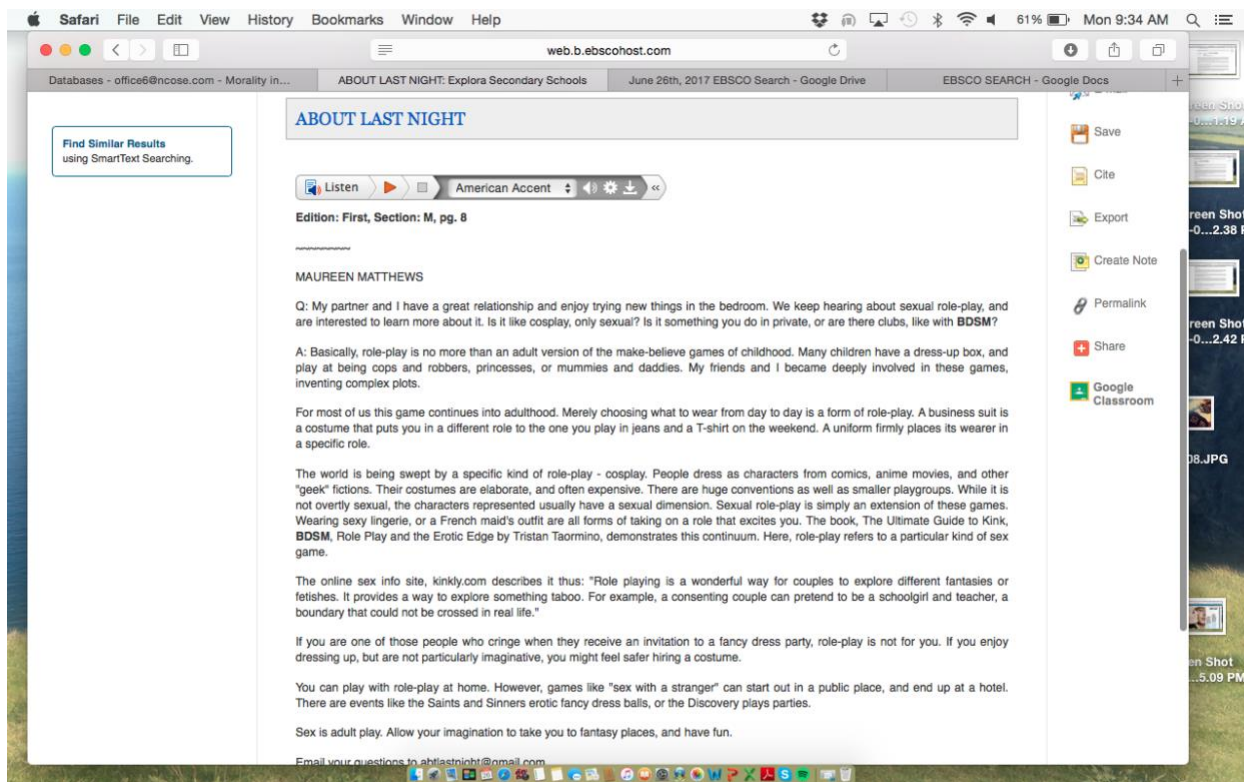 Safari File Edit View History Bookmarks Window Help 61% Mon 9:34 AM
web.b.ebscohost.com
Databases - office6@ncose.com - Morality in... ABOUT LAST NIGHT: Explora Secondary Schools June 26th, 2017 EBSCO Search - Google Drive EBSCO SEARCH - Google Docs +
ABOUT LAST NIGHT
Find Similar Results
using SmartText Searching.
Listen American Accent «
Edition: First, Section: M, pg. 8
~~~~~~~~
MAUREEN MATTHEWS
Q: My partner and I have a great relationship and enjoy trying new things in the bedroom. We keep hearing about sexual role-play, and
are interested to learn more about it. Is it like cosplay, only sexual? Is it something you do in private, or are there clubs, like with BDSM?
A: Basically, role-play is no more than an adult version of the make-believe games of childhood. Many children have a dress-up box, and
play at being cops and robbers, princesses, or mummies and daddies. My friends and I became deeply involved in these games,
inventing complex plots.
For most of us this game continues into adulthood. Merely choosing what to wear from day to day is a form of role-play. A business suit is
a costume that puts you in a different role to the one you play in jeans and a T-shirt on the weekend. A uniform firmly places its wearer in
a specific role.
The world is being swept by a specific kind of role-play - cosplay. People dress as characters from comics, anime movies, and other
"geek" fictions. Their costumes are elaborate, and often expensive. There are huge conventions as well as smaller playgroups. While it is
not overtly sexual, the characters represented usually have a sexual dimension. Sexual role-play is simply an extension of these games.
Wearing sexy lingerie, or a French maid's outfit are all forms of taking on a role that excites you. The book, The Ultimate Guide to Kink,
BDSM, Role Play and the Erotic Edge by Tristan Taormino, demonstrates this continuum. Here, role-play refers to a particular kind of sex
game.
The online sex info site, kinkly.com describes it thus: "Role playing is a wonderful way for couples to explore different fantasies or
fetishes. It provides a way to explore something taboo. For example, a consenting couple can pretend to be a schoolgirl and teacher, a
boundary that could not be crossed in real life."
If you are one of those people who cringe when they receive an invitation to a fancy dress party, role-play is not for you. If you enjoy
dressing up, but are not particularly imaginative, you might feel safer hiring a costume.
You can play with role-play at home. However, games like "sex with a stranger" can start out in a public place, and end up at a hotel.
There are events like the Saints and Sinners erotic fancy dress balls, or the Discovery plays parties.
Sex is adult play. Allow your imagination to take you to fantasy places, and have fun.
Email your questions to abtlastnight@gmail.com
Save
Cite
Export
Create Note
Permalink
Share
Google
Classroom
reen Shot
-0...2.38
reen Shot
-0...2.42
08.JPG
en Shot
...5.09 PM